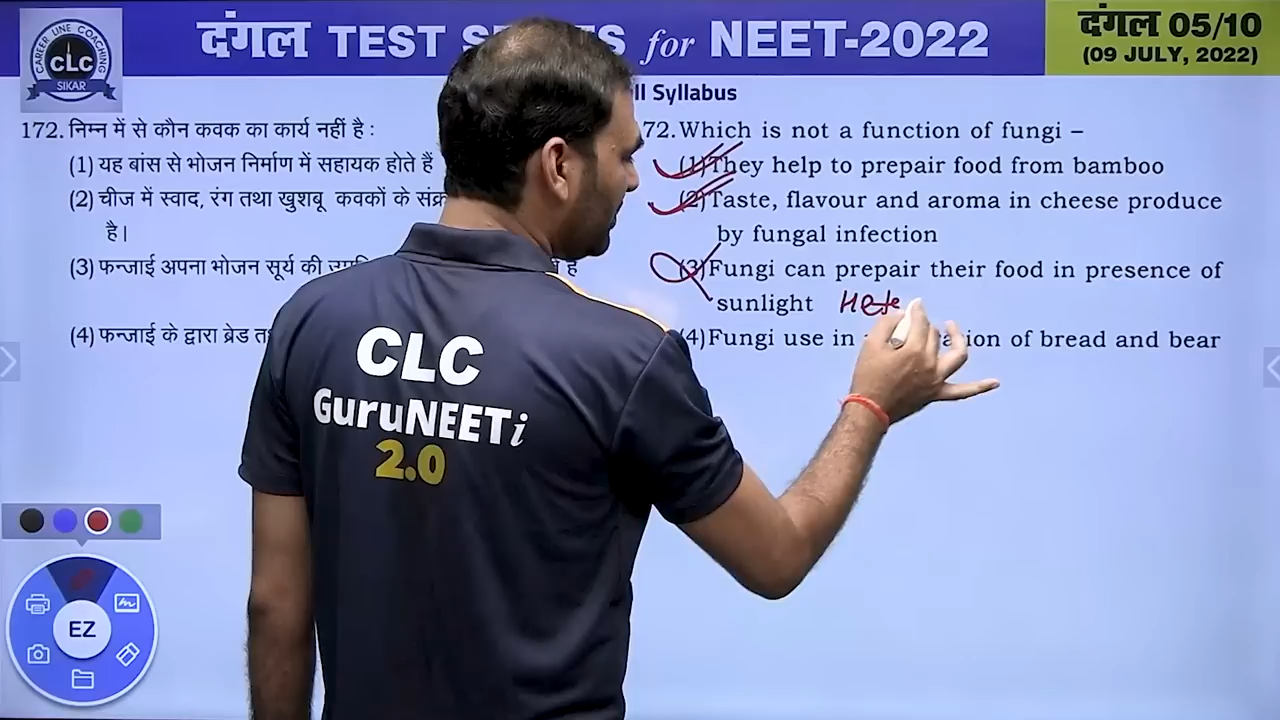 CAREER LINE COACHING
CLC
SIKAR
दंगल TEST S S for NEET-2022
दंगल 05/10
(09 JULY, 2022)
ll Syllabus
172. निम्न में से कौन कवक का कार्य नहीं है :
(1) यह बांस से भोजन निर्माण में सहायक होते हैं
(2) चीज में स्वाद, रंग तथा खुशबू कवकों के
है।
(3) फन्जाई अपना भोजन सूर्य की है
(4) फन्जाई के द्वारा ब्रेड
72. Which is not a function of fungi –
(1) They help to prepair food from bamboo
(2) Taste, flavour and aroma in cheese produce
by fungal infection
(3) Fungi can prepair their food in presence of
sunlight Hete
(4) Fungi use in of bread and bear
CLC
GuruNEETi
2.0
EZ